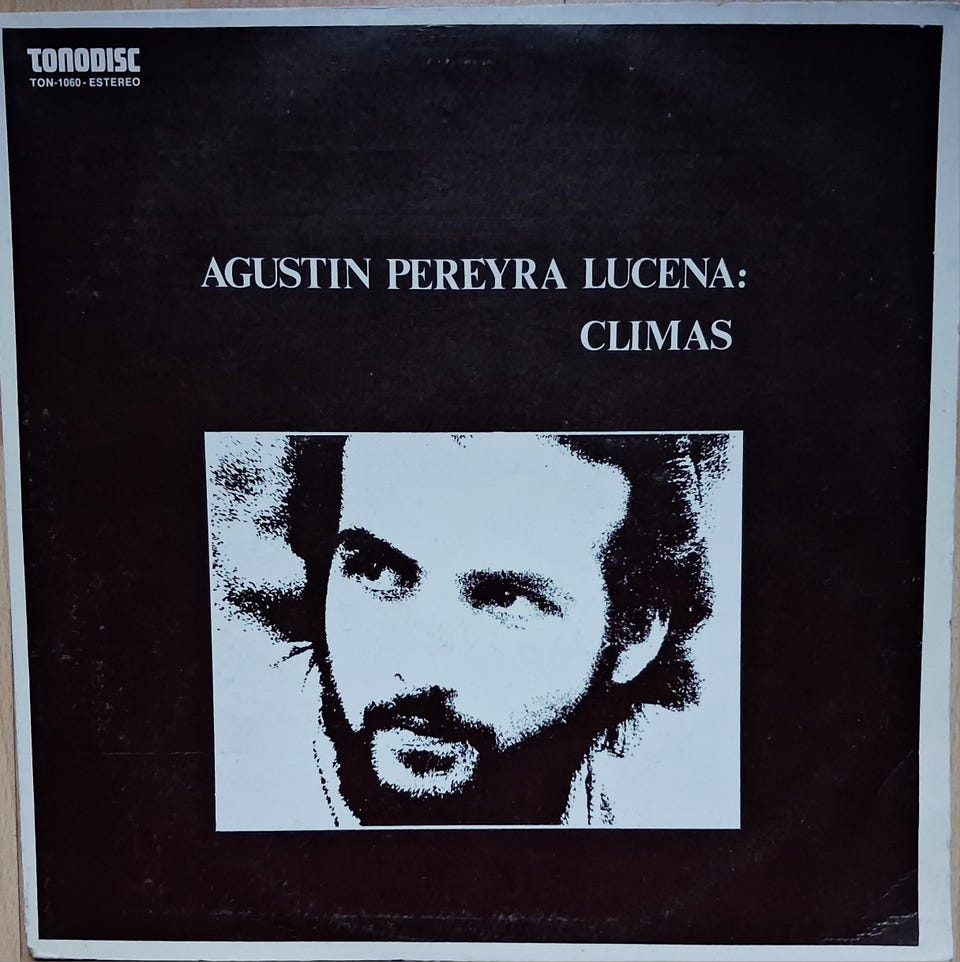 TONODISC
TON-1060-ESTEREO
AGUSTIN PEREYRA LUCENA:
CLIMAS